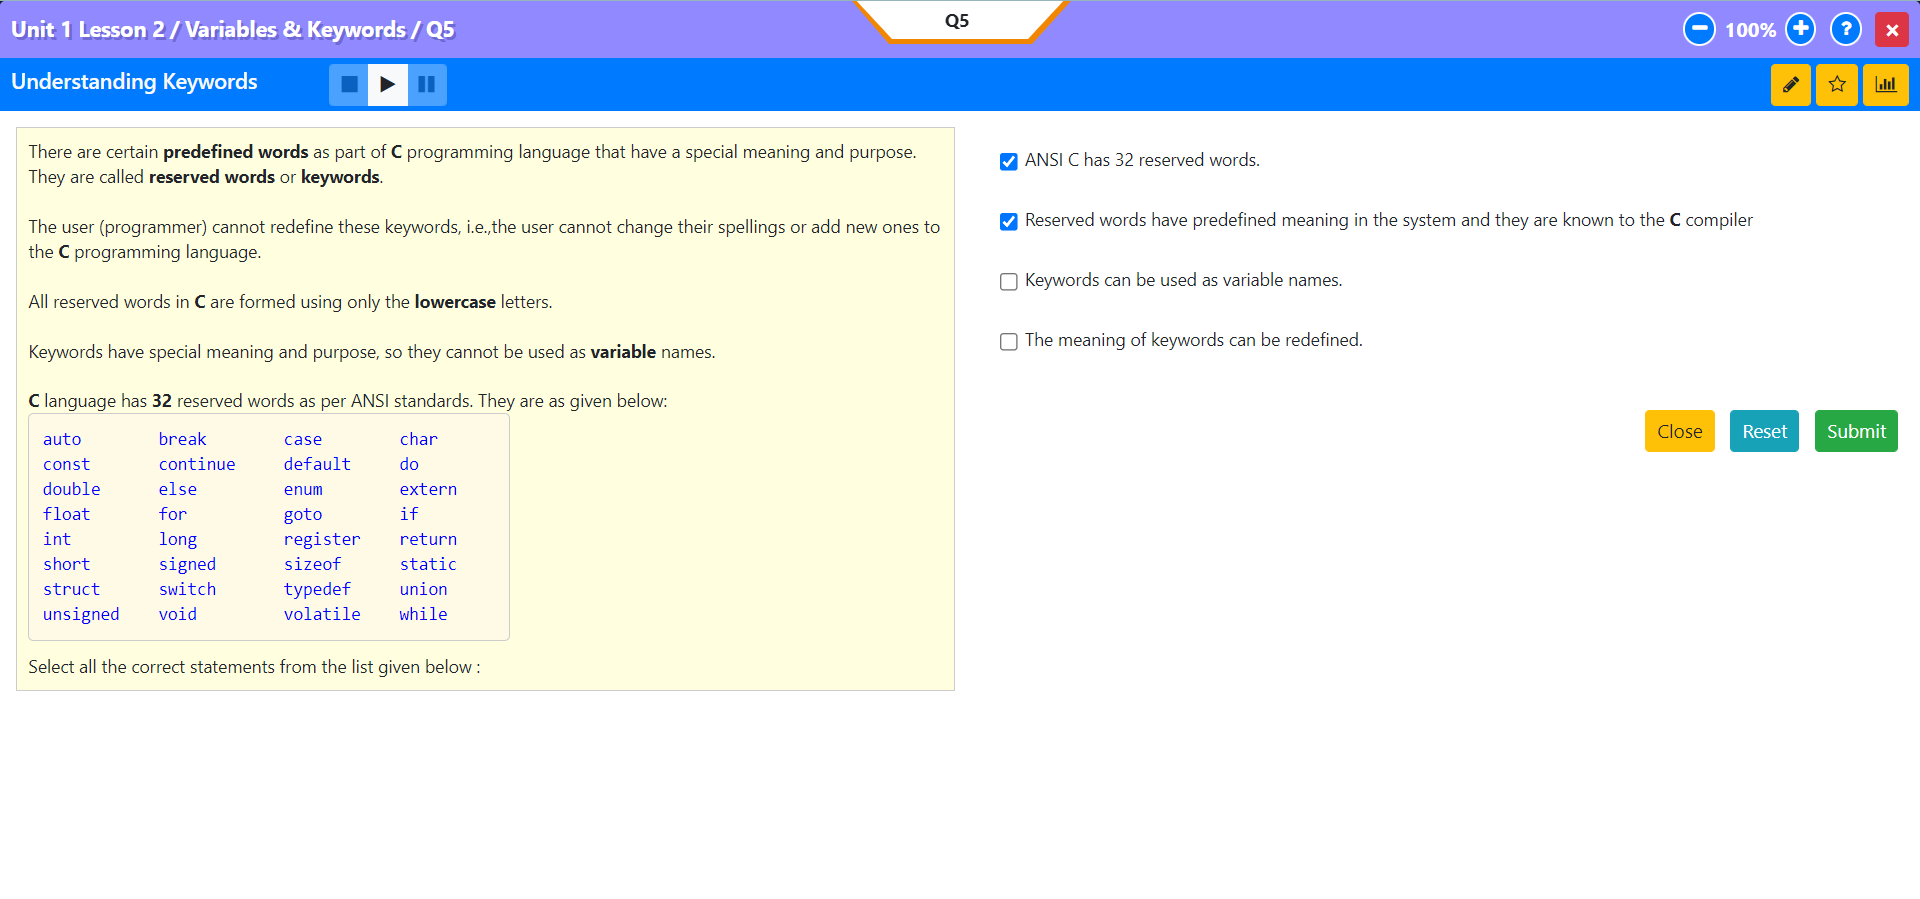 Unit 1 Lesson 2 / Variables & Keywords / Q5
Q5
100%
?
Understanding Keywords
There are certain predefined words as part of C programming language that have a special meaning and purpose.
They are called reserved words or keywords.
The user (programmer) cannot redefine these keywords, i.e.,the user cannot change their spellings or add new ones to
the C programming language.
All reserved words in C are formed using only the lowercase letters.
Keywords have special meaning and purpose, so they cannot be used as variable names.
C language has 32 reserved words as per ANSI standards. They are as given below:
auto break case char
const continue default do
double else enum extern
float for goto if
int long register return
short signed sizeof static
struct switch typedef union
unsigned void volatile while
Select all the correct statements from the list given below :
ANSI C has 32 reserved words.
Reserved words have predefined meaning in the system and they are known to the C compiler
Keywords can be used as variable names.
The meaning of keywords can be redefined.
Close Reset Submit